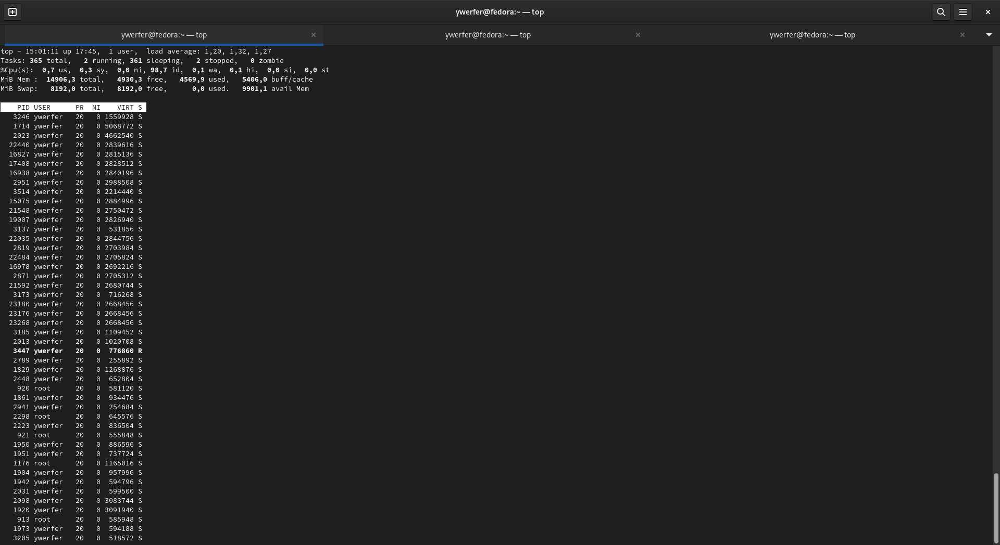 ywerfer@fedora:~ — top
ywerfer@fedora:~ — top
ywerfer@fedora:~ — top
ywerfer@fedora:~ — top
top - 15:01:11 up 17:45,  1 user,  load average: 1,20, 1,32, 1,27
Tasks: 365 total,   2 running, 361 sleeping,   2 stopped,   0 zombie
%Cpu(s):  0,7 us,  0,3 sy,  0,0 ni, 98,7 id,  0,1 wa,  0,1 hi,  0,0 si,  0,0 st
MiB Mem :  14906,3 total,   4930,3 free,   4569,9 used,   5406,0 buff/cache
MiB Swap:   8192,0 total,   8192,0 free,      0,0 used.   9901,1 avail Mem
PID USER      PR  NI    VIRT S
3246 ywerfer   20   0 1559928 S
1714 ywerfer   20   0 5068772 S
2023 ywerfer   20   0 4662540 S
22440 ywerfer   20   0 2839616 S
16827 ywerfer   20   0 2815136 S
17408 ywerfer   20   0 2828512 S
16938 ywerfer   20   0 2840196 S
2951 ywerfer   20   0 2988508 S
3514 ywerfer   20   0 2214440 S
15075 ywerfer   20   0 2884996 S
21548 ywerfer   20   0 2750472 S
19007 ywerfer   20   0 2826940 S
3137 ywerfer   20   0  531856 S
22035 ywerfer   20   0 2844756 S
2819 ywerfer   20   0 2703984 S
22484 ywerfer   20   0 2705824 S
16978 ywerfer   20   0 2692216 S
2871 ywerfer   20   0 2705312 S
21592 ywerfer   20   0 2680744 S
3173 ywerfer   20   0  716268 S
23180 ywerfer   20   0 2668456 S
23176 ywerfer   20   0 2668456 S
23268 ywerfer   20   0 2668456 S
3185 ywerfer   20   0 1109452 S
2013 ywerfer   20   0 1020708 S
3447 ywerfer   20   0  776860 R
2789 ywerfer   20   0  255892 S
1829 ywerfer   20   0 1268876 S
2448 ywerfer   20   0  652804 S
920 root      20   0  581120 S
1861 ywerfer   20   0  934476 S
2941 ywerfer   20   0  254684 S
2298 root      20   0  645576 S
2223 ywerfer   20   0  836504 S
921 root      20   0  555848 S
1950 ywerfer   20   0  886596 S
1951 ywerfer   20   0  737724 S
1176 root      20   0 1165016 S
1904 ywerfer   20   0  957996 S
1942 ywerfer   20   0  594796 S
2031 ywerfer   20   0  599500 S
2098 ywerfer   20   0 3083744 S
1920 ywerfer   20   0 3091940 S
913 root      20   0  585948 S
1973 ywerfer   20   0  594188 S
3205 ywerfer   20   0  518572 S